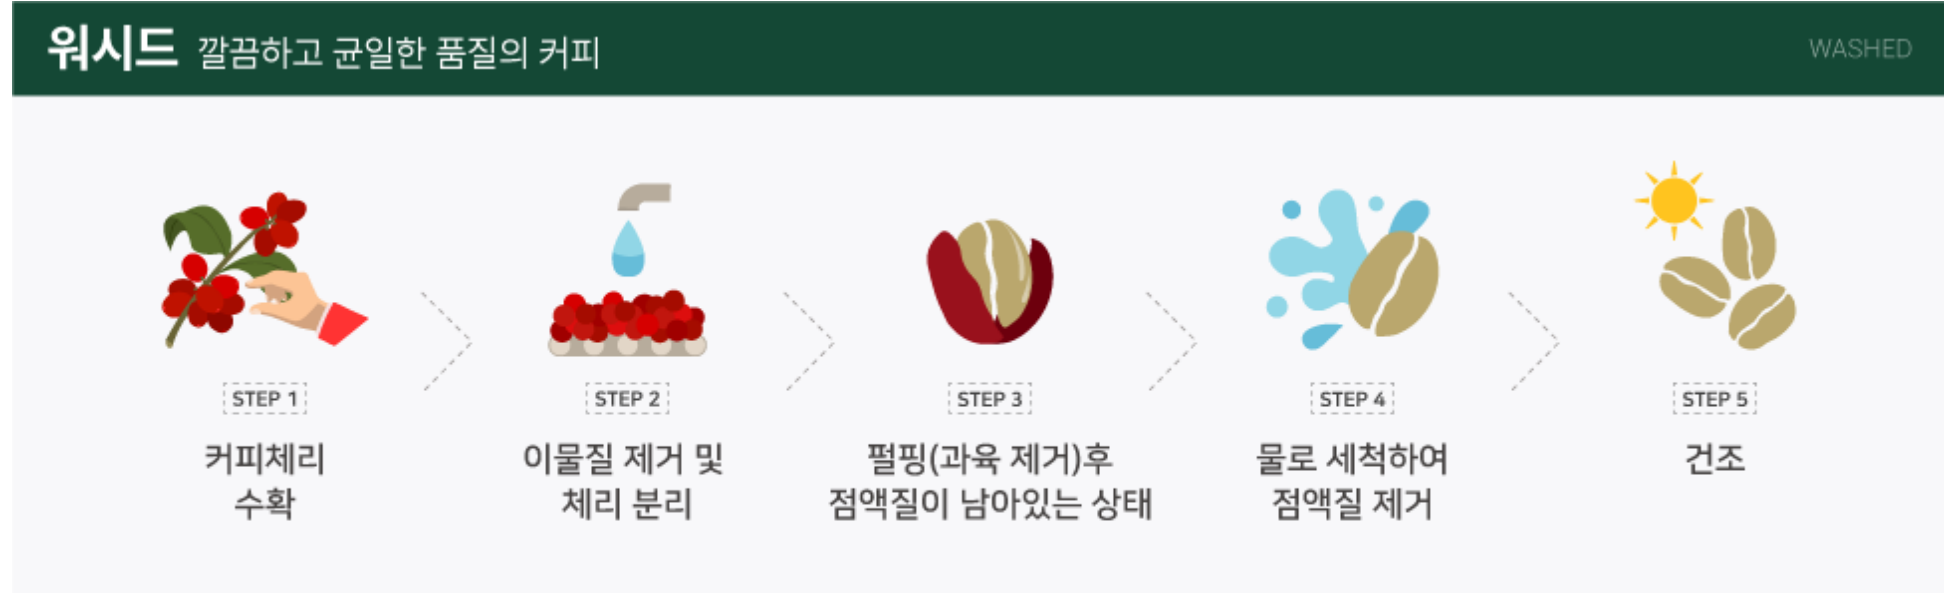 워시드 깔끔하고 균일한 품질의 커피
WASHED
STEP 1
커피체리
수확
STEP 2
이물질 제거 및
체리 분리
STEP 3
펄핑(과육 제거)후
점액질이 남아있는 상태
STEP 4
물로 세척하여
점액질 제거
STEP 5
건조